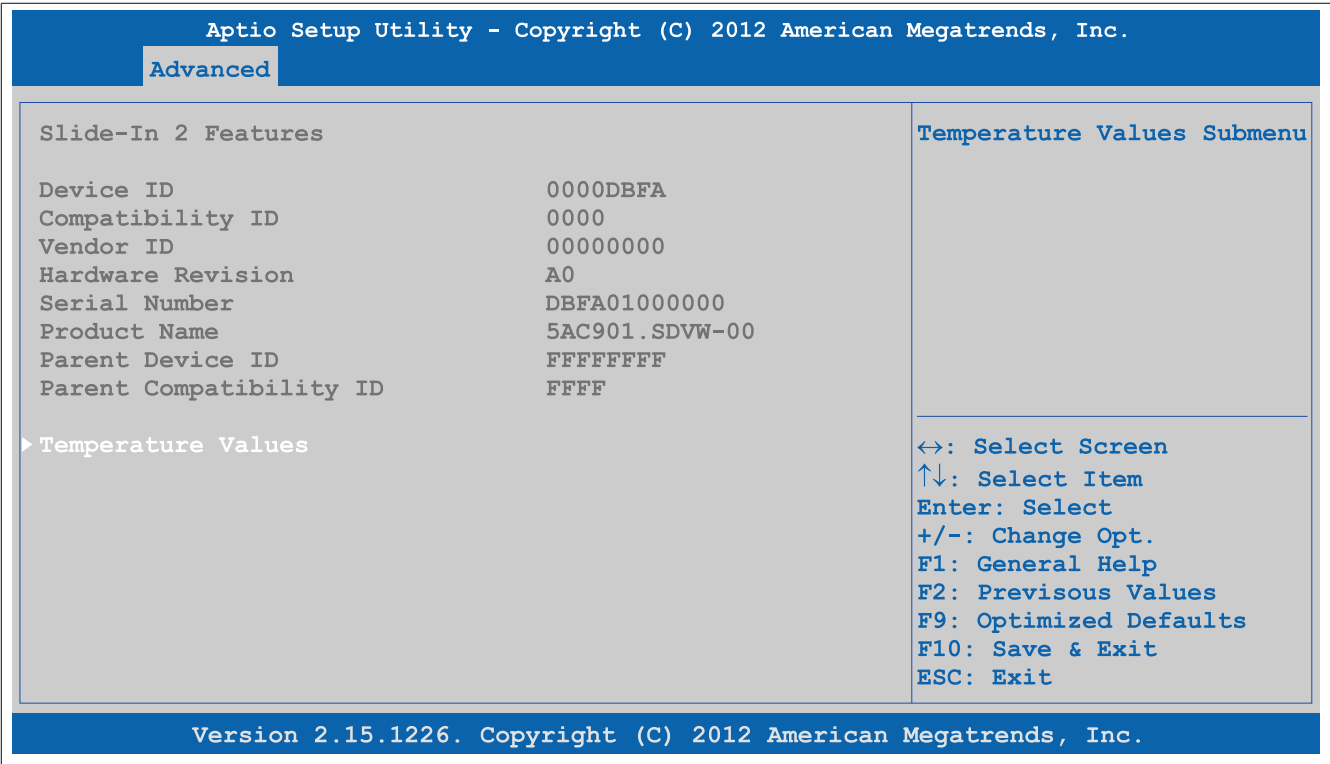 Aptio Setup Utility - Copyright (C) 2012 American Megatrends, Inc.
Advanced
Slide-In 2 Features
Device ID 0000DBFA
Compatibility ID 0000
Vendor ID 00000000
Hardware Revision A0
Serial Number DBFA01000000
Product Name 5AC901.SDVW-00
Parent Device ID FFFFFFFF
Parent Compatibility ID FFFF
Temperature Values
Temperature Values Submenu
↔: Select Screen
↑↓: Select Item
Enter: Select
+/-: Change Opt.
F1: General Help
F2: Previsous Values
F9: Optimized Defaults
F10: Save & Exit
ESC: Exit
Version 2.15.1226. Copyright (C) 2012 American Megatrends, Inc.